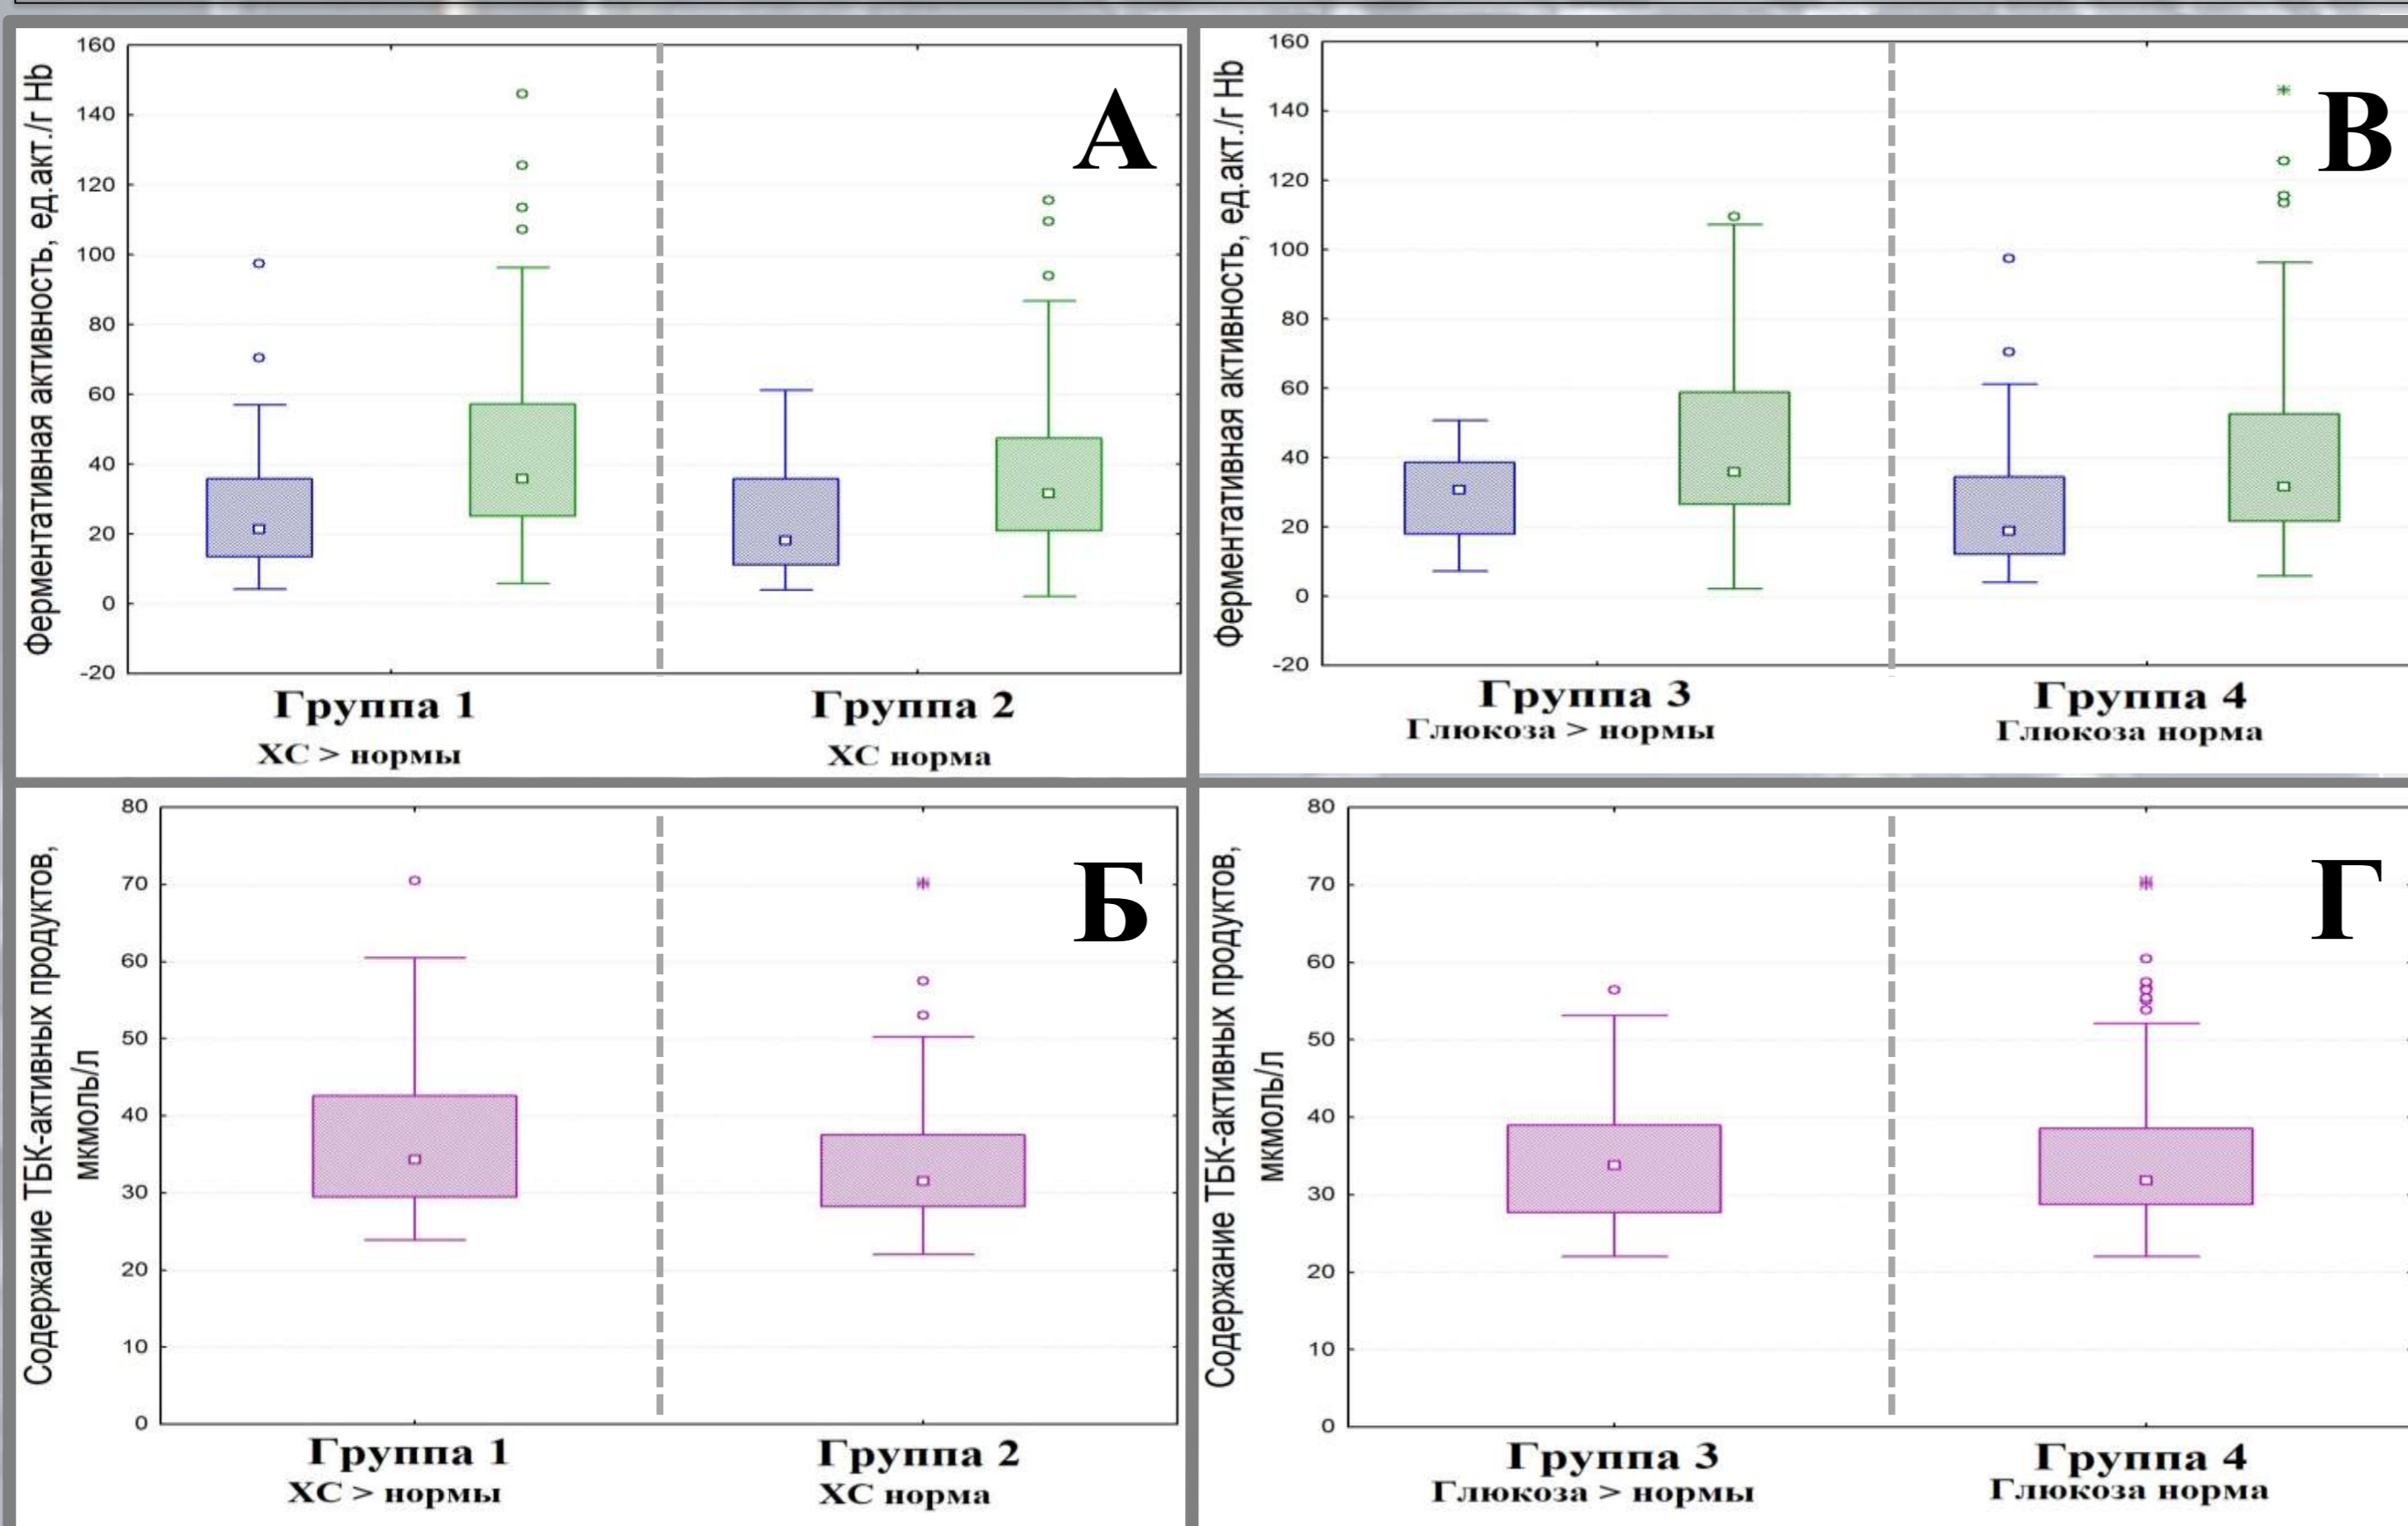 Ферментативная активность, ед.акт./г Hb
160
140
120
100
80
60
40
20
0
-20
А
Группа 1
ХС > нормы
Группа 2
ХС норма
Ферментативная активность, ед.акт./г Hb
160
140
120
100
80
60
40
20
0
-20
В
Группа 3
Глюкоза > нормы
Группа 4
Глюкоза норма
Содержание ТБК-активных продуктов,
мкмоль/л
80
70
60
50
40
30
20
10
0
Б
Группа 1
ХС > нормы
Группа 2
ХС норма
Содержание ТБК-активных продуктов,
мкмоль/л
80
70
60
50
40
30
20
10
0
Г
Группа 3
Глюкоза > нормы
Группа 4
Глюкоза норма